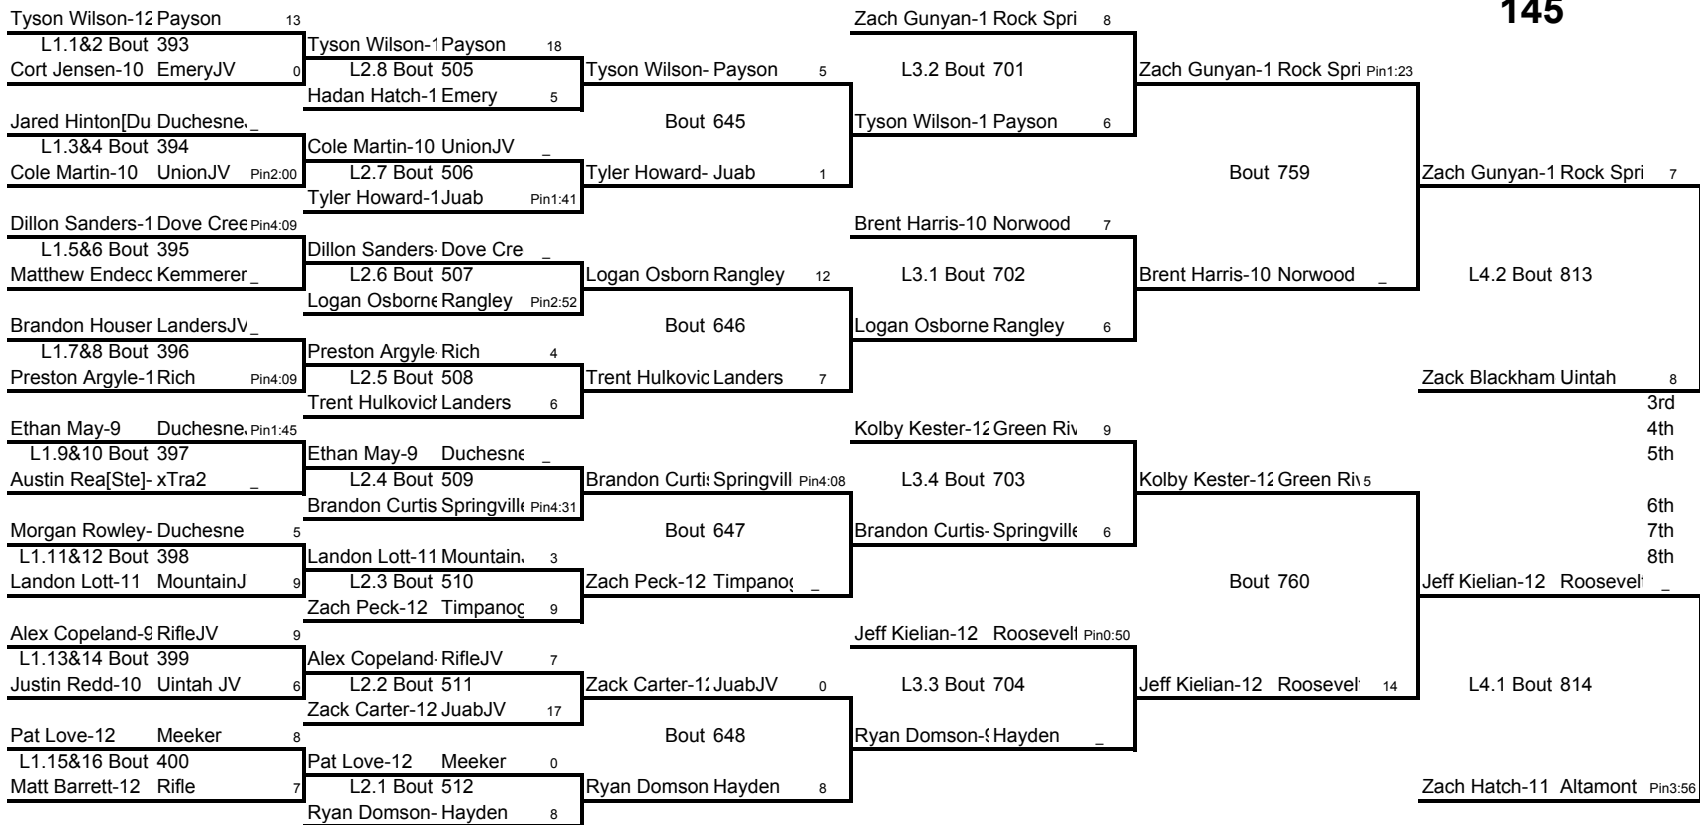 145
Tyson Wilson-12 Payson 13
L1.1&2 Bout 393
Cort Jensen-10 EmeryJV 0
Jared Hinton[Du Duchesne. _
L1.3&4 Bout 394
Cole Martin-10 UnionJV Pin2:00
Dillon Sanders-1 Dove Cree Pin4:09
L1.5&6 Bout 395
Matthew Endecc Kemmerer _
Brandon Houser LandersJV _
L1.7&8 Bout 396
Preston Argyle-1 Rich Pin4:09
Ethan May-9 Duchesne. Pin1:45
L1.9&10 Bout 397
Austin Rea[Ste]- xTra2 _
Morgan Rowley- Duchesne 5
L1.11&12 Bout 398
Landon Lott-11 MountainJ 9
Alex Copeland-9 RifleJV 9
L1.13&14 Bout 399
Justin Redd-10 Uintah JV 6
Pat Love-12 Meeker 8
L1.15&16 Bout 400
Matt Barrett-12 Rifle 7
Tyson Wilson-1 Payson 18
L2.8 Bout 505
Hadan Hatch-1 Emery 5
Cole Martin-10 UnionJV _
L2.7 Bout 506
Tyler Howard-1 Juab Pin1:41
Dillon Sanders- Dove Cre _
L2.6 Bout 507
Logan Osborne Rangley Pin2:52
Preston Argyle- Rich 4
L2.5 Bout 508
Trent Hulkovich Landers 6
Ethan May-9 Duchesne _
L2.4 Bout 509
Brandon Curtis Springville Pin4:31
Landon Lott-11 Mountain. 3
L2.3 Bout 510
Zach Peck-12 Timpanog 9
Alex Copeland- RifleJV 7
L2.2 Bout 511
Zack Carter-12 JuabJV 17
Pat Love-12 Meeker 0
L2.1 Bout 512
Ryan Domson- Hayden 8
Tyson Wilson- Payson 5
Bout 645
Tyler Howard- Juab 1
Logan Osborn Rangley 12
Bout 646
Trent Hulkovic Landers 7
Brandon Curtis Springvill Pin4:08
Bout 647
Zach Peck-12 Timpanog _
Zack Carter-12 JuabJV 0
Bout 648
Ryan Domson Hayden 8
Zach Gunyan-1 Rock Spri 8
L3.2 Bout 701
Tyson Wilson-1 Payson 6
Brent Harris-10 Norwood 7
L3.1 Bout 702
Logan Osborne Rangley 6
Kolby Kester-12 Green Riv 9
L3.4 Bout 703
Brandon Curtis- Springville 6
Jeff Kielian-12 Roosevelt Pin0:50
L3.3 Bout 704
Ryan Domson-9 Hayden _
Zach Gunyan-1 Rock Spri Pin1:23
Bout 759
Brent Harris-10 Norwood _
Kolby Kester-12 Green Riv 5
Bout 760
Jeff Kielian-12 Roosevel 14
Zach Gunyan-1 Rock Spri 7
L4.2 Bout 813
Zack Blackham Uintah 8
3rd
4th
5th
6th
7th
8th
Jeff Kielian-12 Roosevelt _
L4.1 Bout 814
Zach Hatch-11 Altamont Pin3:56